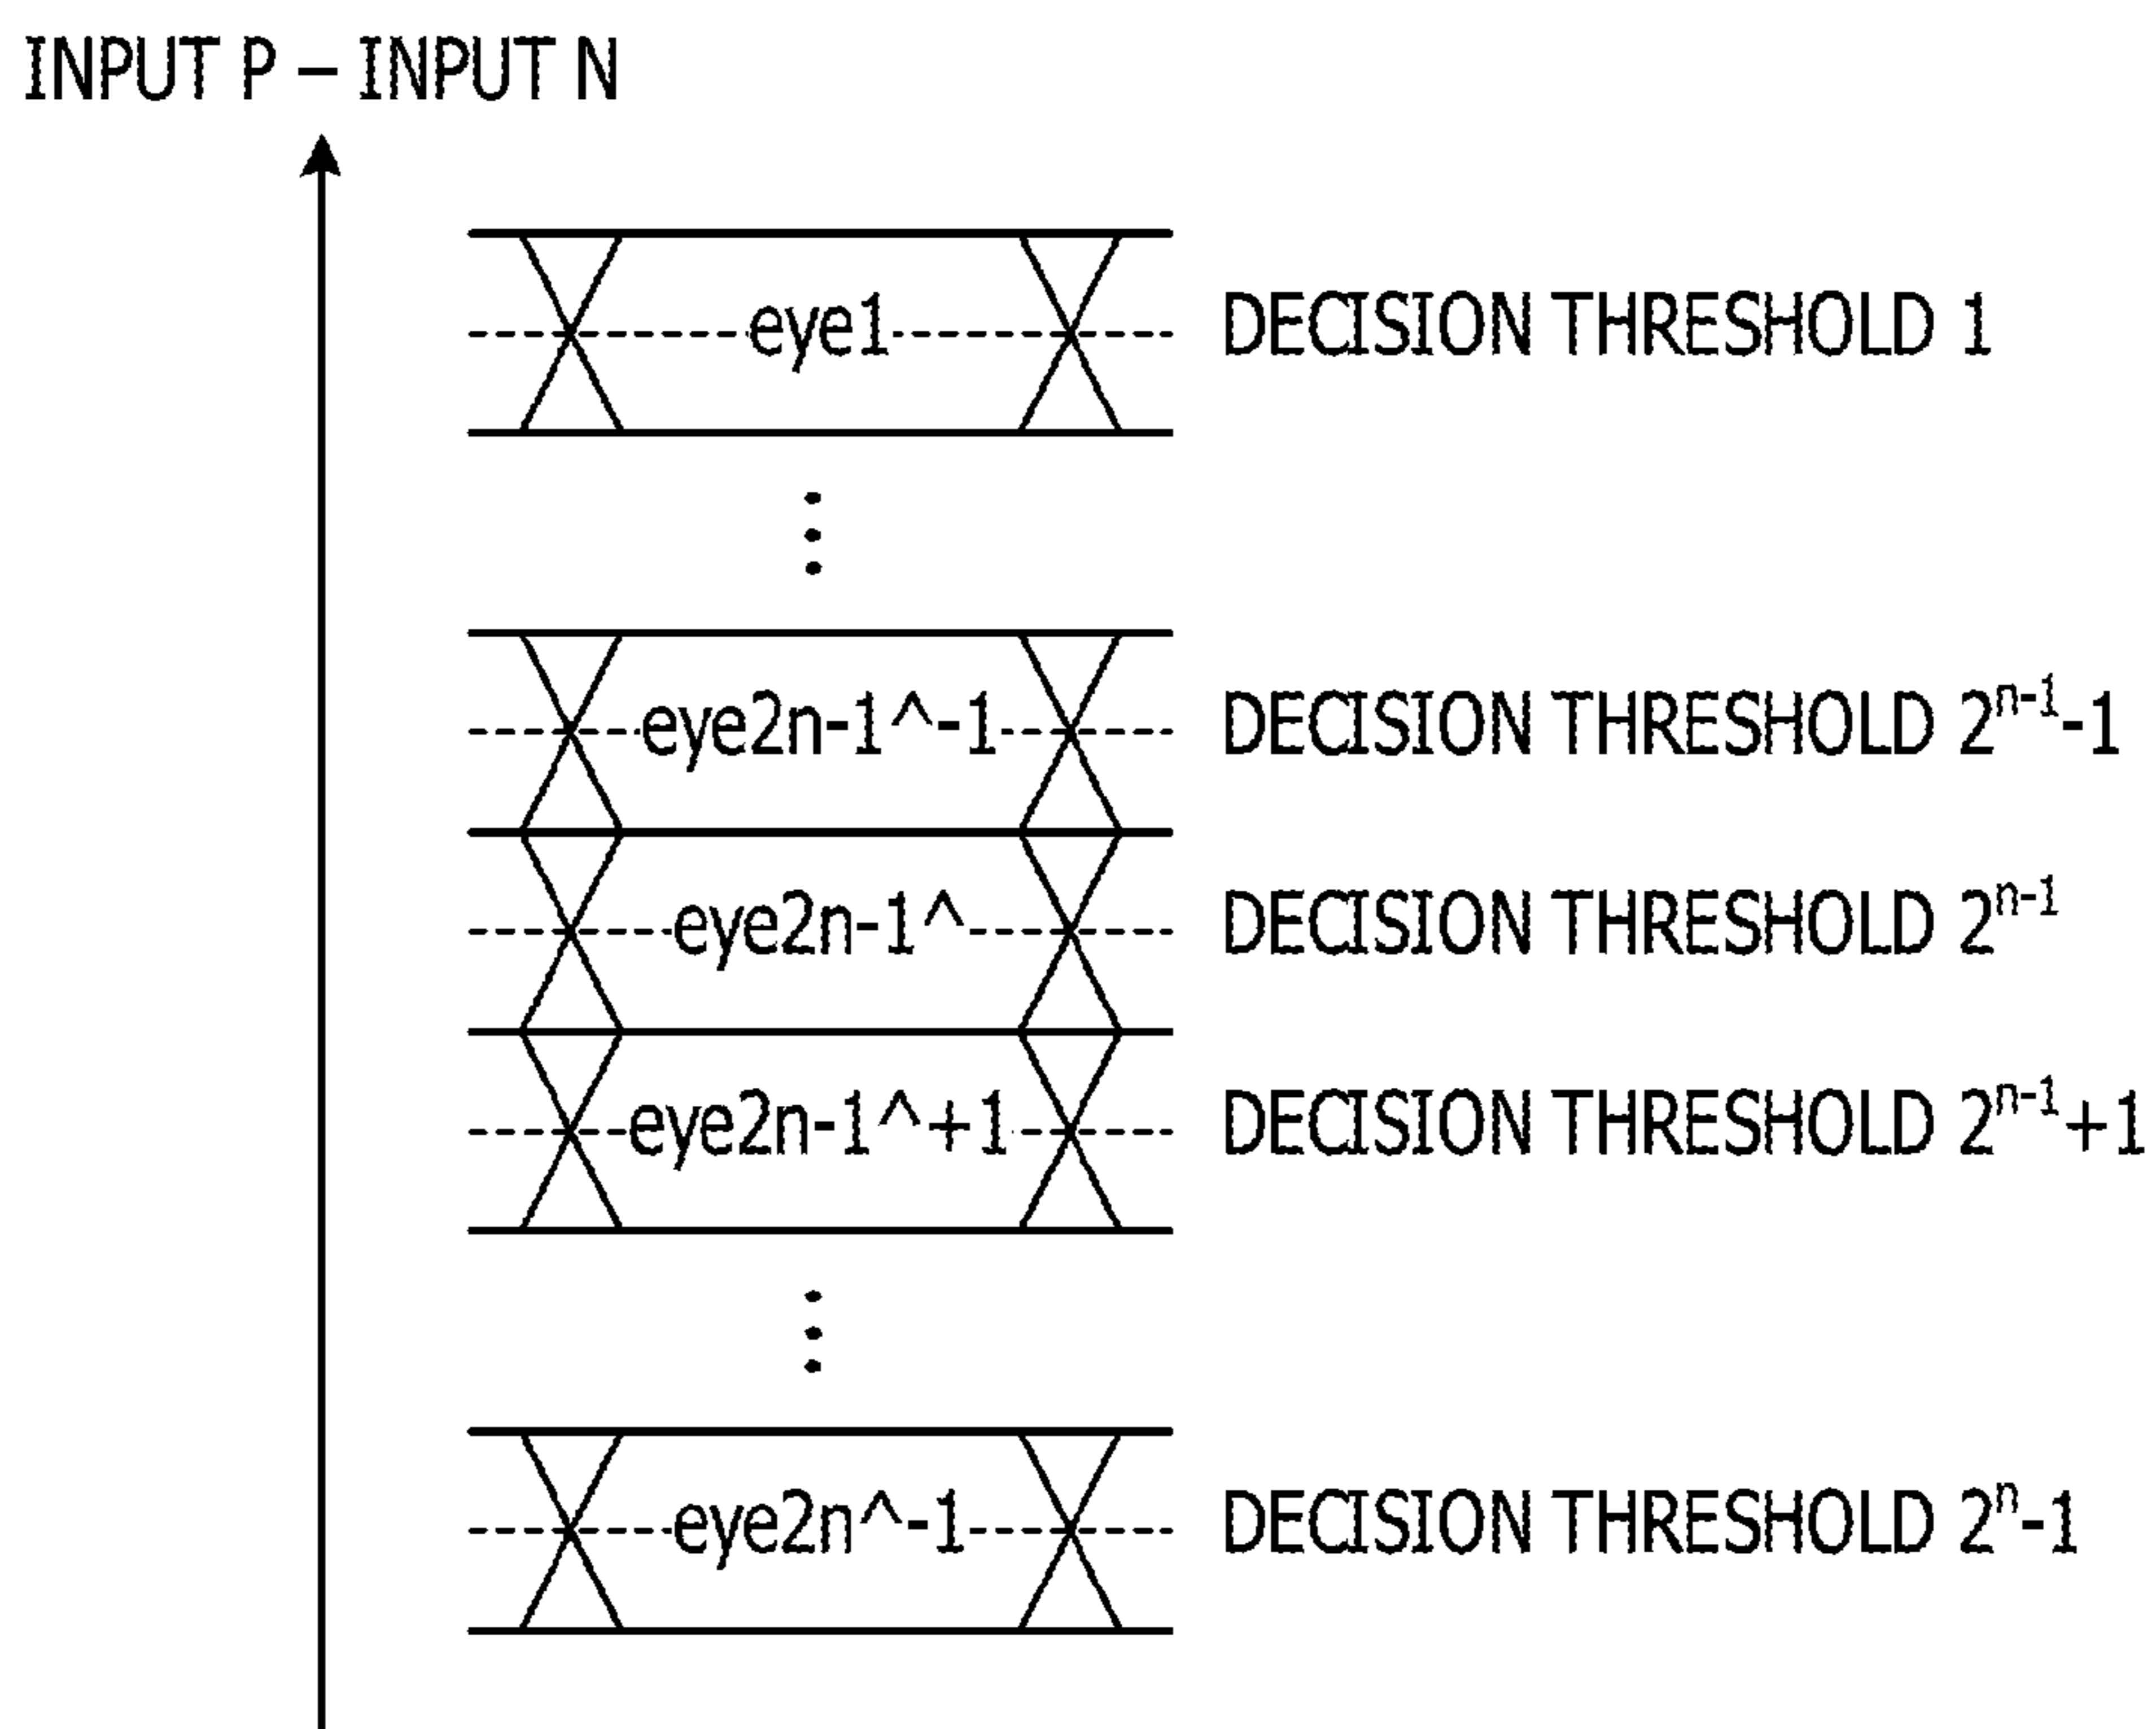 INPUT P – INPUT N
eye1 DECISION THRESHOLD 1
eye2n-1^-1 DECISION THRESHOLD 2ⁿ⁻¹-1
eye2n-1^ DECISION THRESHOLD 2ⁿ⁻¹
eye2n-1^+1 DECISION THRESHOLD 2ⁿ⁻¹+1
eye2n^-1 DECISION THRESHOLD 2ⁿ-1